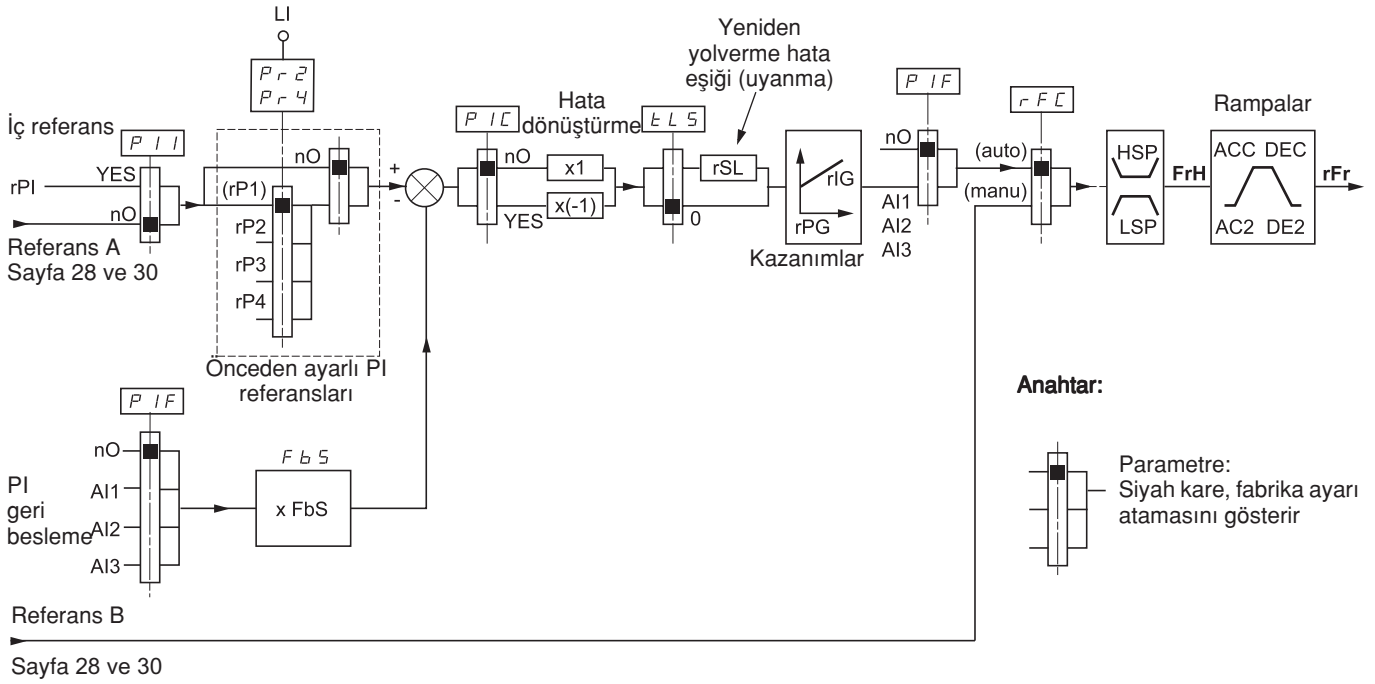 LI
Pr2
Pr4
Yeniden
yolverme hata
eşiği (uyanma)
PIF
rFC
Rampalar
İç referans
PII
PIC
Hata
dönüştürme
tLS
rPI
YES
nO
Referans A
Sayfa 28 ve 30
(rP1)
rP2
rP3
rP4
nO
+
-
nO
YES
x1
x(-1)
rSL
0
rIG
rPG
Kazanımlar
nO
AI1
AI2
AI3
(auto)
(manu)
HSP
LSP
FrH
ACC DEC
AC2 DE2
rFr
Önceden ayarlı PI
referansları
PIF
nO
AI1
AI2
AI3
PI
geri
besleme
FbS
x FbS
Anahtar:
Parametre:
Siyah kare, fabrika ayarı
atamasını gösterir
Referans B
Sayfa 28 ve 30